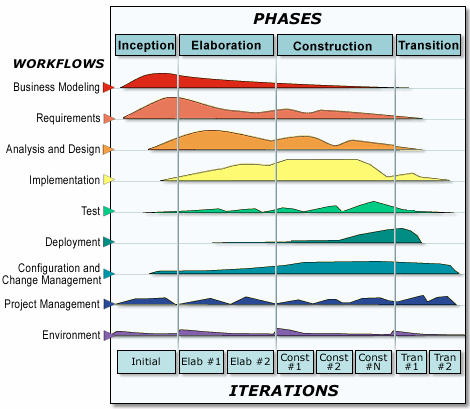 PHASES
Inception Elaboration Construction Transition
WORKFLOWS
Business Modeling
Requirements
Analysis and Design
Implementation
Test
Deployment
Configuration and
Change Management
Project Management
Environment
Initial Elab #1 Elab #2 Const #1 Const #2 Const #N Tran #1 Tran #2
ITERATIONS